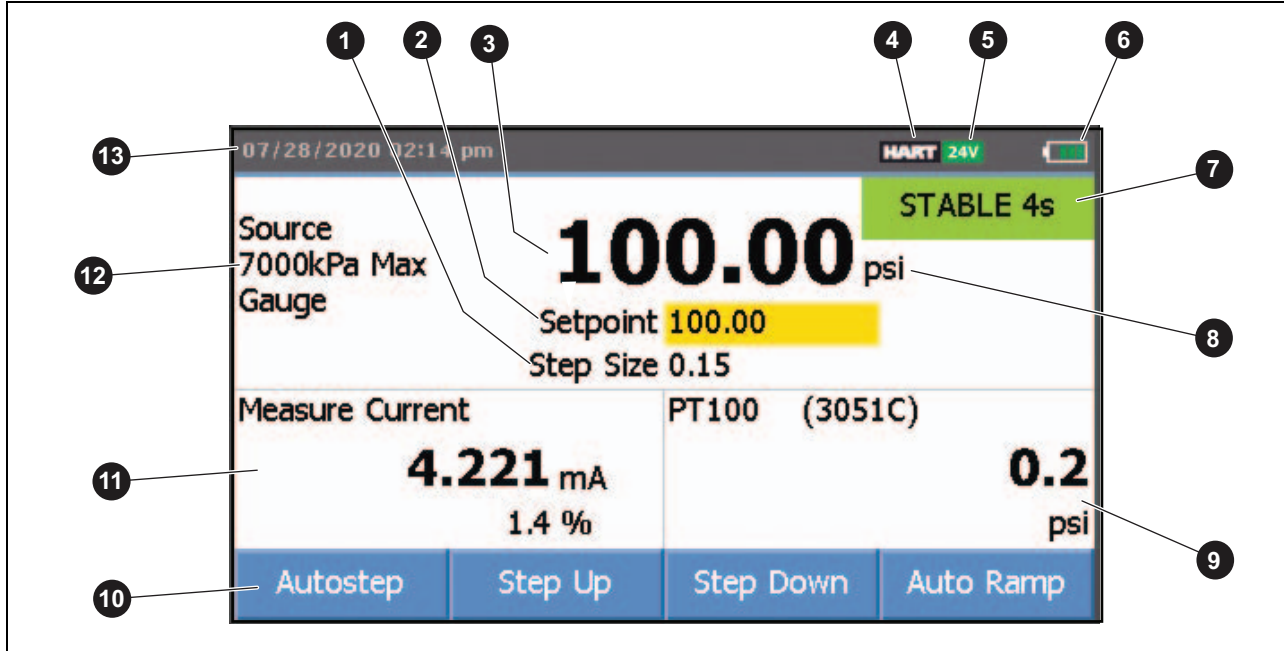 1 2 3 4 5 6
13 07/28/2020 02:14 pm HART 24V
STABLE 4s 7
Source
12 7000kPa Max
Gauge
100.00 psi 8
Setpoint 100.00
Step Size 0.15
Measure Current
PT100 (3051C)
11 4.221 mA
1.4 %
0.2
psi 9
10 Autostep Step Up Step Down Auto Ramp